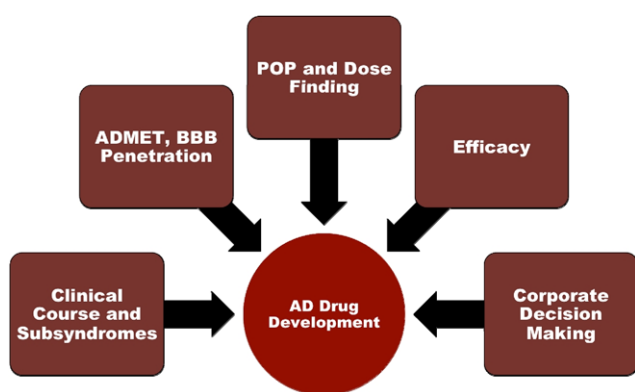 POP and Dose
Finding
ADMET, BBB
Penetration
Efficacy
Clinical
Course and
Subsyndromes
AD Drug
Development
Corporate
Decision
Making